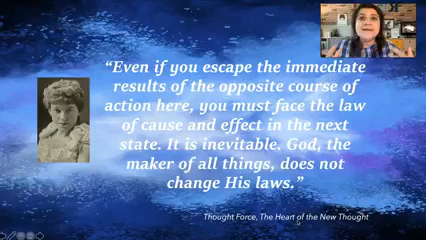 “Even if you escape the immediate
results of the opposite course of
action here, you must face the law
of cause and effect in the next
state. It is inevitable. God, the
maker of all things, does not
change His laws.”
Thought Force, The Heart of the New Thought